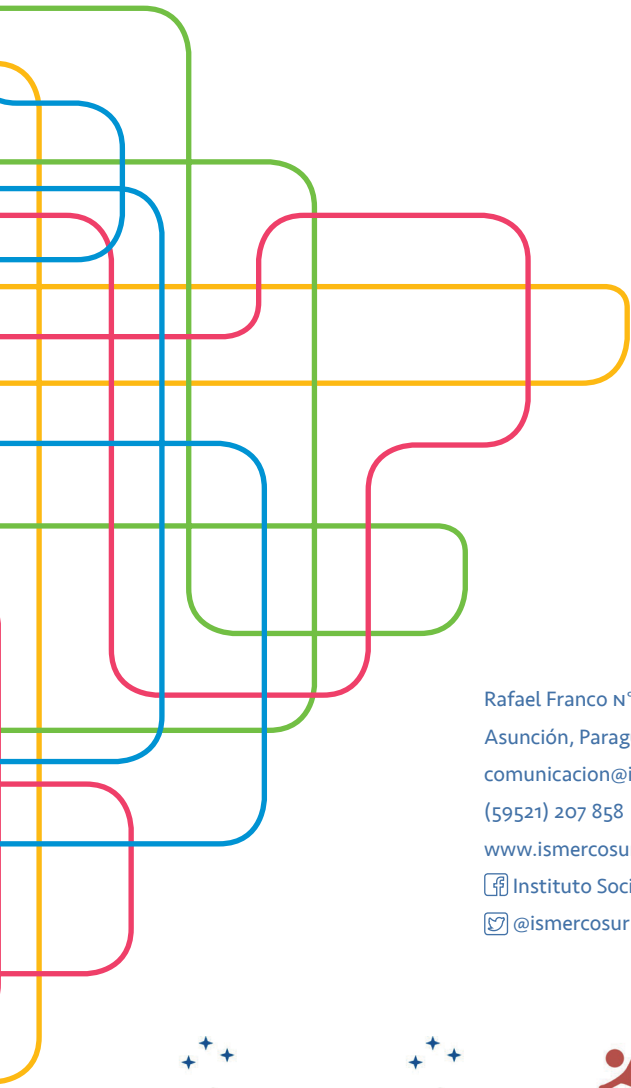 Rafael Franco N°
Asunción, Parag
comunicacion@i
(59521) 207 858
www.ismercosu
Instituto Soci
@ismercosur